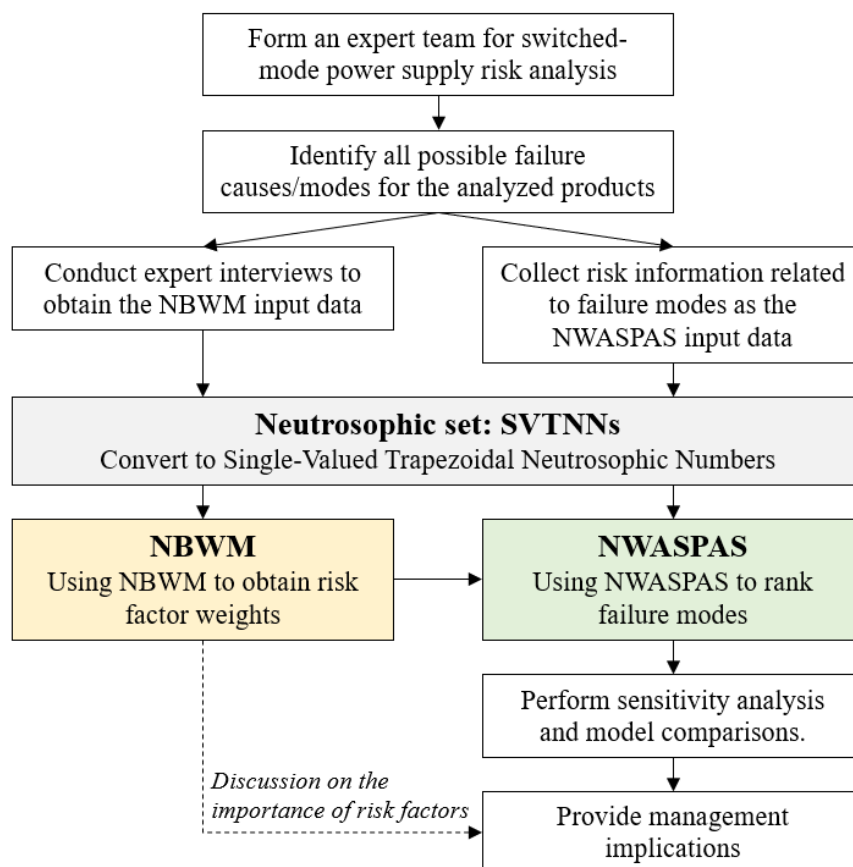 Form an expert team for switched-
mode power supply risk analysis
Identify all possible failure
causes/modes for the analyzed products
Conduct expert interviews to
obtain the NBWM input data
Collect risk information related
to failure modes as the
NWASPAS input data
Neutrosophic set: SVTNNs
Convert to Single-Valued Trapezoidal Neutrosophic Numbers
NBWM
Using NBWM to obtain risk
factor weights
NWASPAS
Using NWASPAS to rank
failure modes
Perform sensitivity analysis
and model comparisons.
Discussion on the
importance of risk factors
Provide management
implications